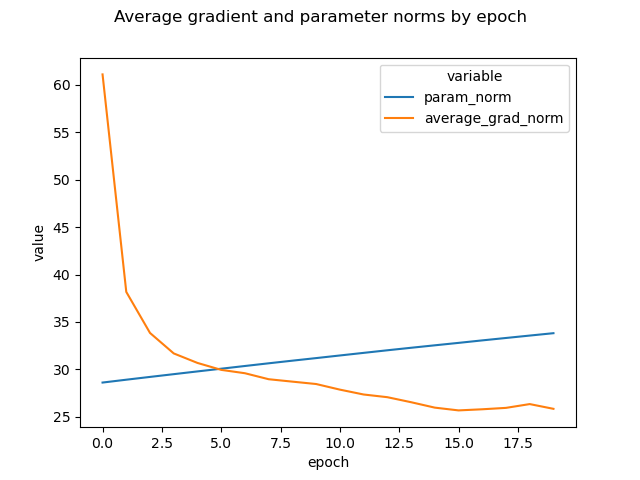 Average gradient and parameter norms by epoch
variable
param_norm
average_grad_norm
60
55
50
45
40
35
30
25
value
0.0 2.5 5.0 7.5 10.0 12.5 15.0 17.5
epoch